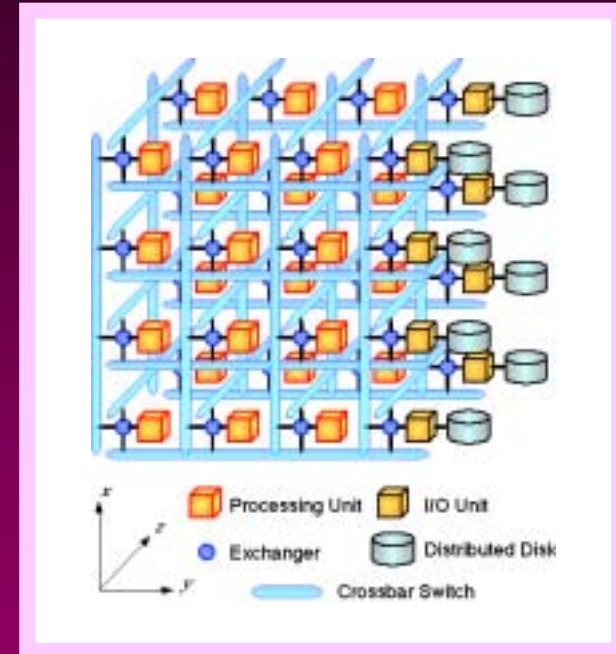 x
z
Processing Unit I/O Unit
Exchanger Distributed Disk
y
Crossbar Switch